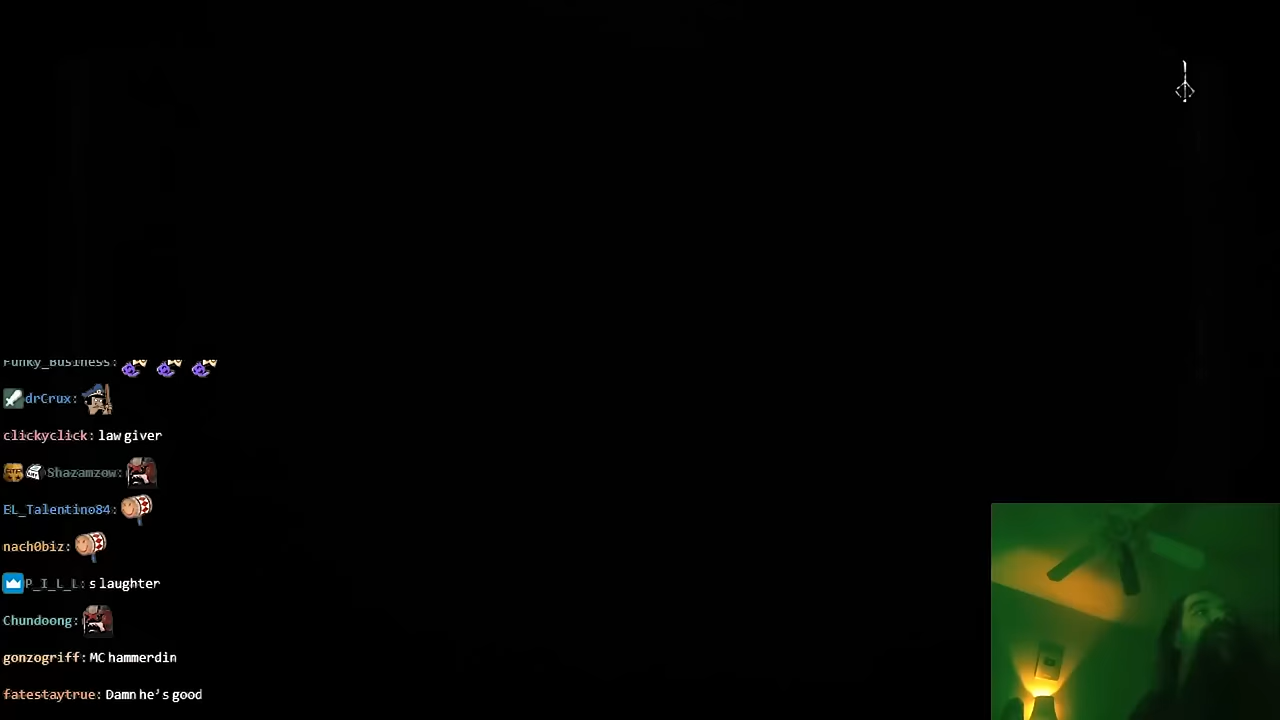 Funky_Business:
drCrux:
clickyclick: law giver
Shazamzow:
EL_Talentino84:
nach0biz:
P_I_L_L: s laughter
Chundoong:
gonzogriff: MC hammerdin
fatestaytrue: Damn he's good